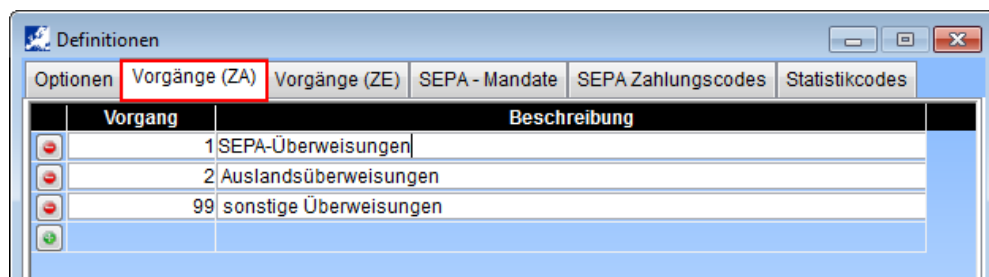 Definitionen
Optionen Vorgänge (ZA) Vorgänge (ZE) SEPA - Mandate SEPA Zahlungscodes Statistikcodes
Vorgang Beschreibung
1 SEPA-Überweisungen
2 Auslandsüberweisungen
99 sonstige Überweisungen